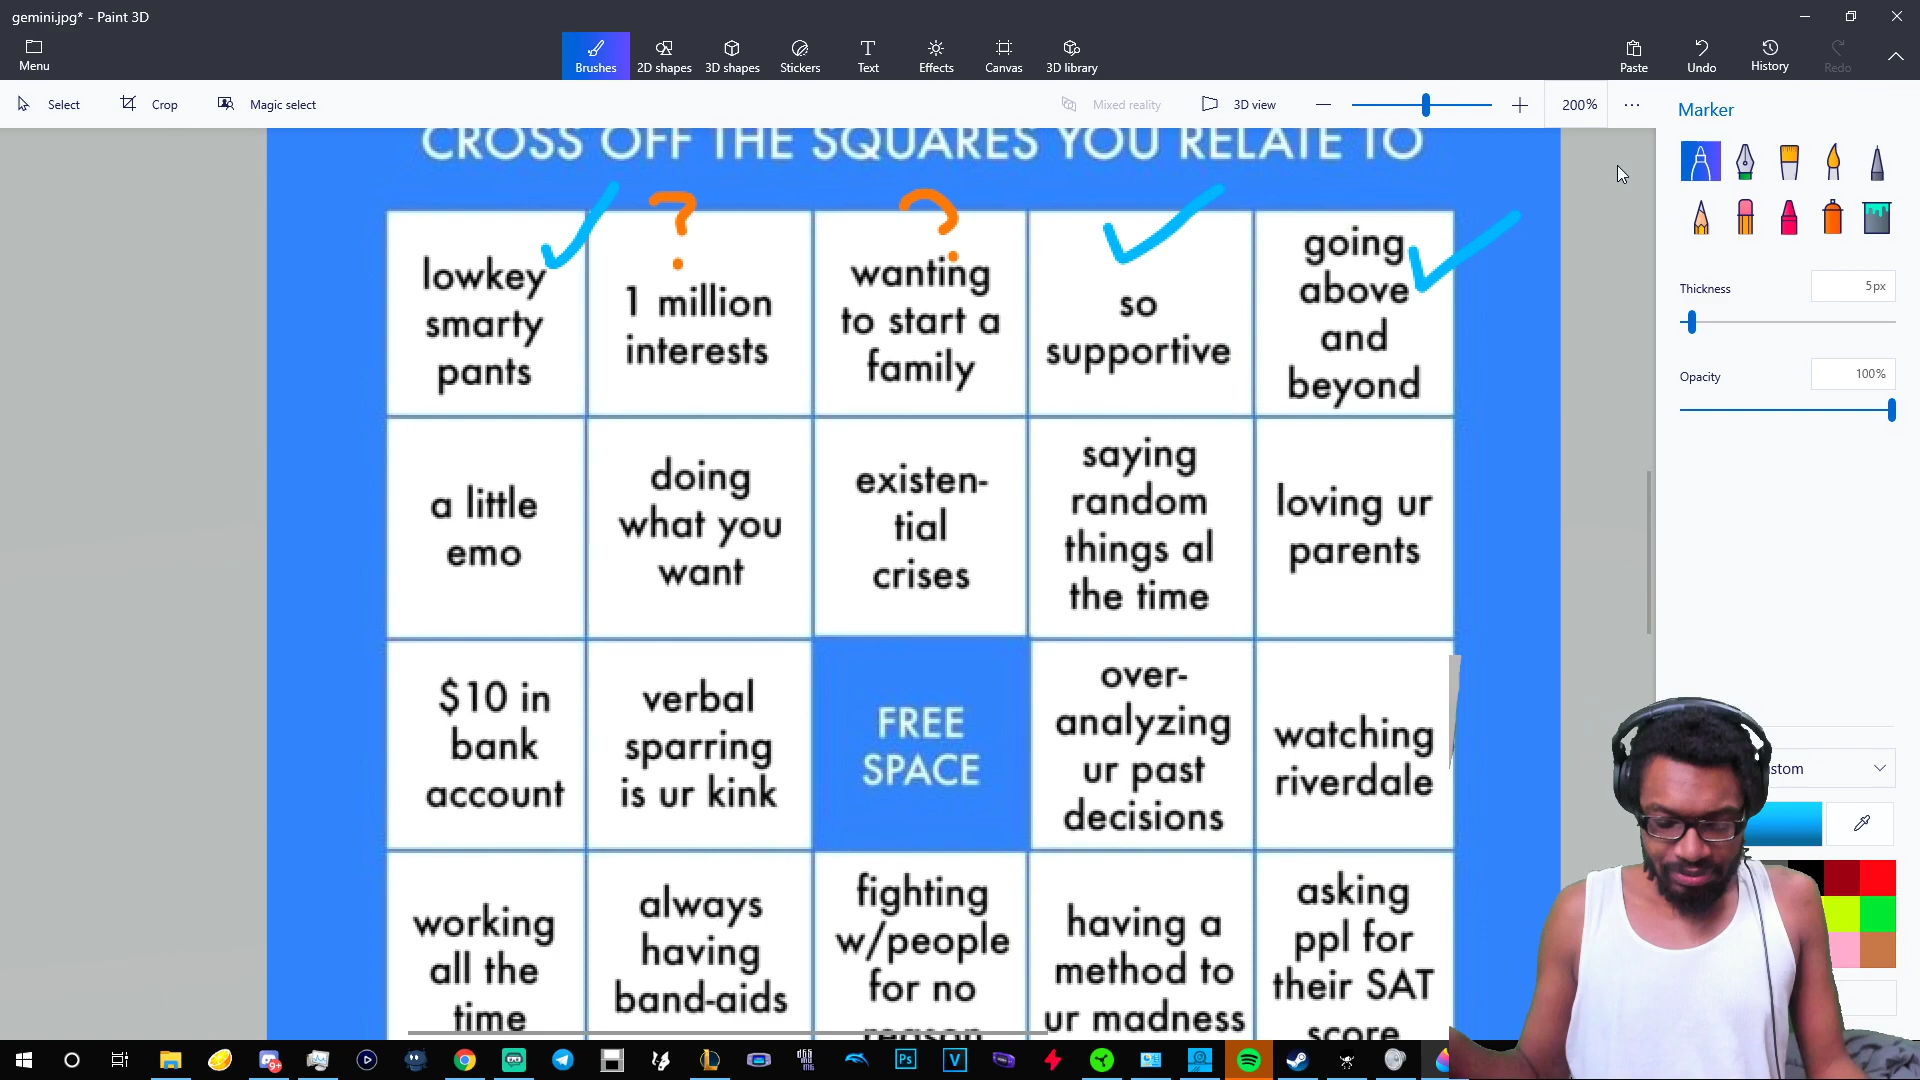 gemini.jpg* - Paint 3D
Menu
Brushes
2D shapes
3D shapes
Stickers
Text
Effects
Canvas
3D library
Paste
Undo
History
Redo
Select
Crop
Magic select
Mixed reality
3D view
200%
Marker
Thickness
5px
Opacity
100%
CROSS OFF THE SQUARES YOU RELATE TO
?
?
lowkey
smarty
pants
1 million
interests
wanting
to start a
family
so
supportive
going
above
and
beyond
a little
emo
doing
what you
want
existen-
tial
crises
saying
random
things al
the time
loving ur
parents
$10 in
bank
account
verbal
sparring
is ur kink
FREE
SPACE
over-
analyzing
ur past
decisions
watching
riverdale
working
all the
time
always
having
band-aids
fighting
w/people
for no
reason
having a
method to
ur madness
asking
ppl for
their SAT
score
stom
9+
Ps
V